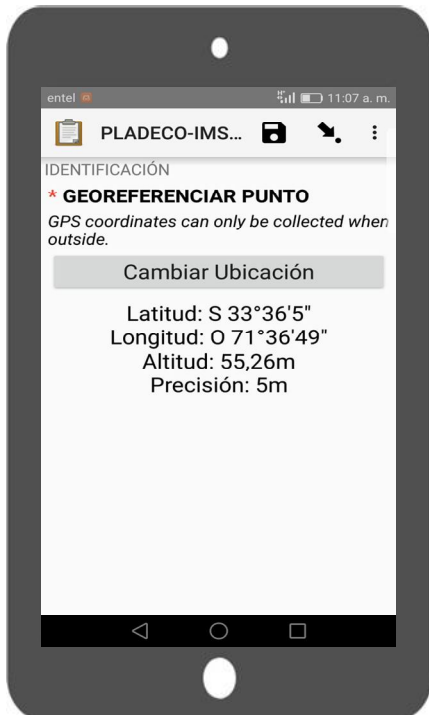 entel 11:07 a. m.
PLADECO-IMS...
IDENTIFICACIÓN
* GEOREFERENCIAR PUNTO
GPS coordinates can only be collected when
outside.
Cambiar Ubicación
Latitud: S 33°36'5"
Longitud: O 71°36'49"
Altitud: 55,26m
Precisión: 5m